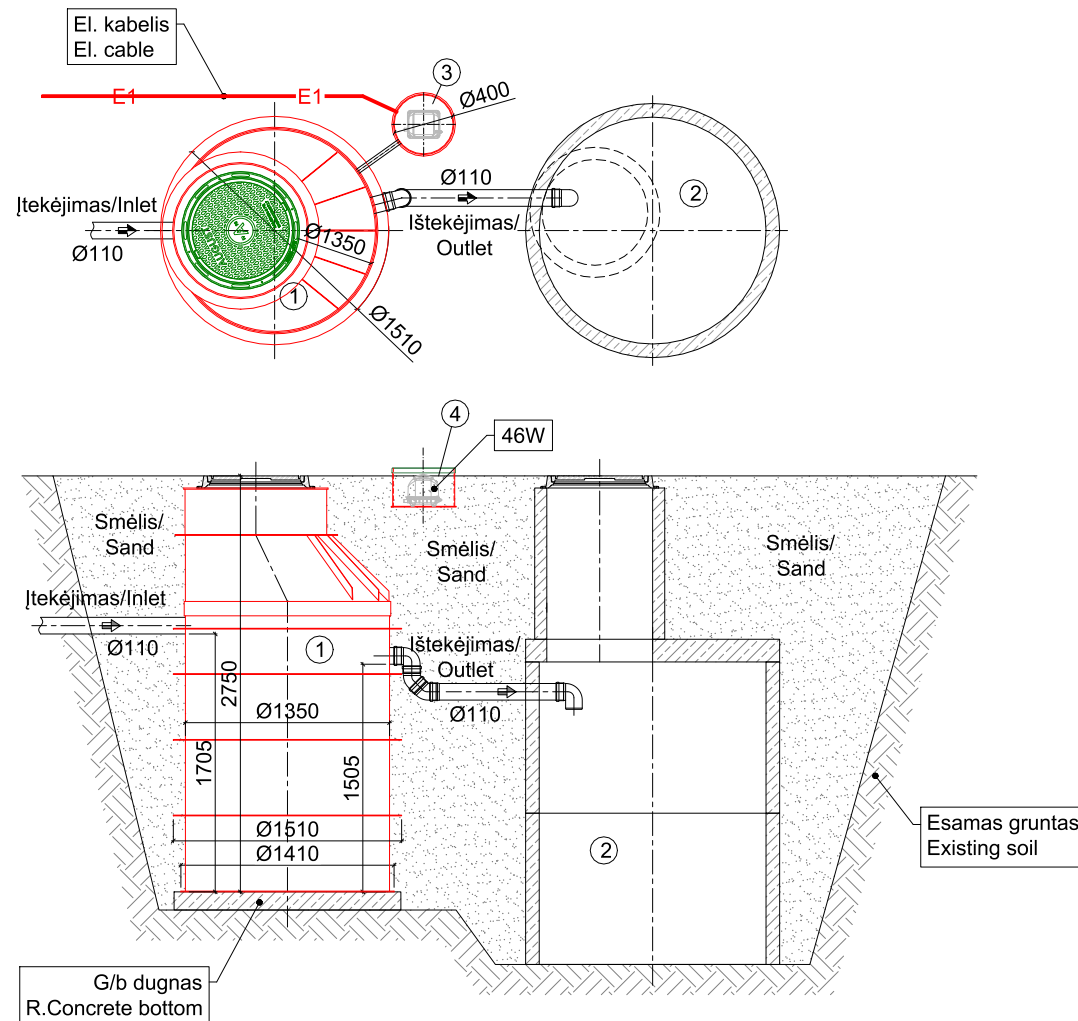 El. kabelis
El. cable
E1
E1
3
Ø400
Ø110
2
Įtekėjimas/Inlet
Ø110
AUGUST
Ø1350
Ištekėjimas/
Outlet
1
Ø1510
4
46W
Smėlis/
Sand
Smėlis/
Sand
Smėlis/
Sand
Įtekėjimas/Inlet
Ø110
1
Ištekėjimas/
Outlet
2750
Ø110
Ø1350
1705
1505
Ø1510
Ø1410
2
Esamas gruntas
Existing soil
G/b dugnas
R.Concrete bottom